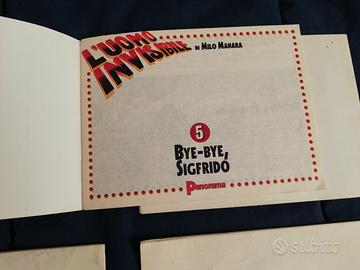 L'UOMO
INVISIBILE
DI MILO MANARA
5
BYE-BYE,
SIGFRIDO
Panorama
subito